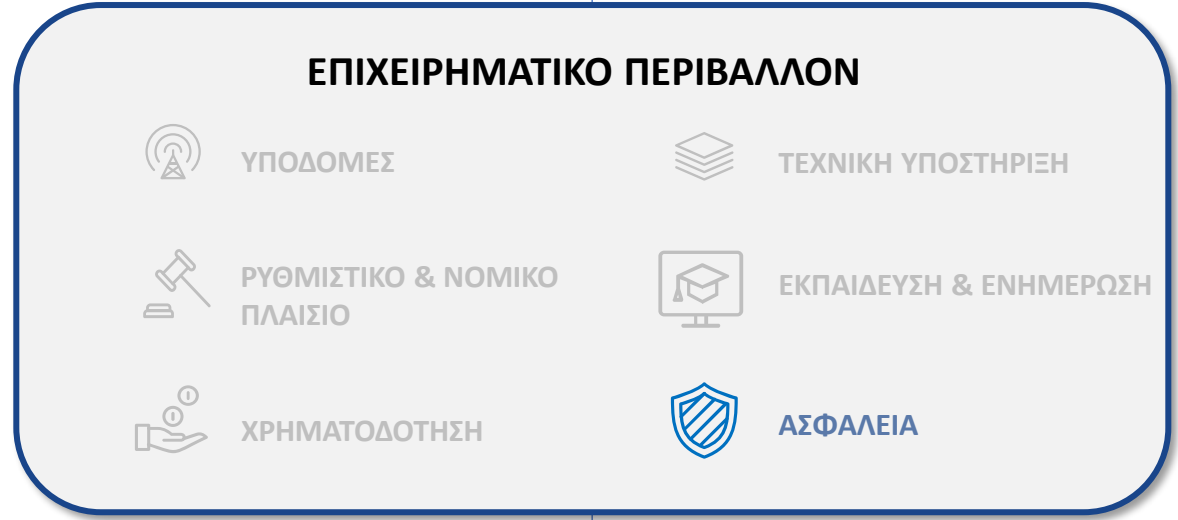 ΕΠΙΧΕΙΡΗΜΑΤΙΚΟ ΠΕΡΙΒΑΛΛΟΝ
ΥΠΟΔΟΜΕΣ
ΤΕΧΝΙΚΗ ΥΠΟΣΤΗΡΙΞΗ
ΡΥΘΜΙΣΤΙΚΟ & ΝΟΜΙΚΟ
ΠΛΑΙΣΙΟ
ΕΚΠΑΙΔΕΥΣΗ & ΕΝΗΜΕΡΩΣΗ
ΧΡΗΜΑΤΟΔΟΤΗΣΗ
ΑΣΦΑΛΕΙΑ